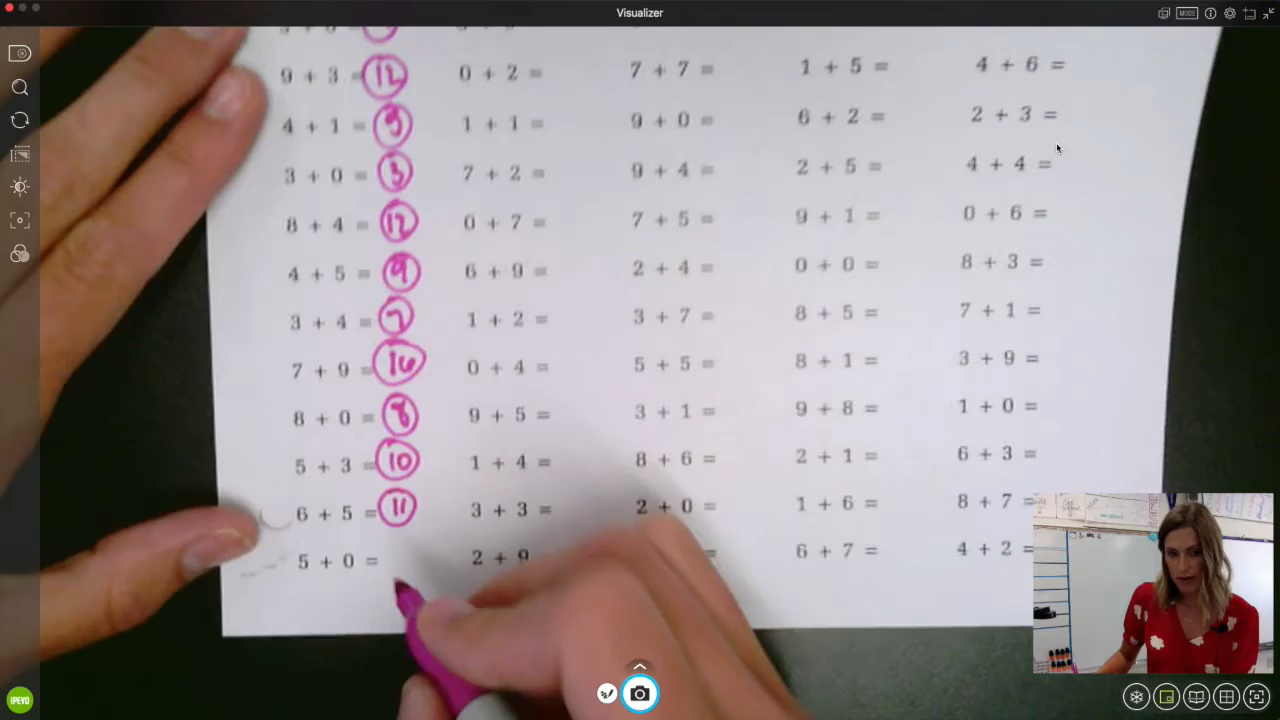 Visualizer
MODE
9 + 3 = 12 0 + 2 = 7 + 7 = 1 + 5 = 4 + 6 =
4 + 1 = 5 1 + 1 = 9 + 0 = 6 + 2 = 2 + 3 =
3 + 0 = 3 7 + 2 = 9 + 4 = 2 + 5 = 4 + 4 =
8 + 4 = 12 0 + 7 = 7 + 5 = 9 + 1 = 0 + 6 =
4 + 5 = 9 6 + 9 = 2 + 4 = 0 + 0 = 8 + 3 =
3 + 4 = 7 1 + 2 = 3 + 7 = 8 + 5 = 7 + 1 =
7 + 9 = 16 0 + 4 = 5 + 5 = 8 + 1 = 3 + 9 =
8 + 0 = 8 9 + 5 = 3 + 1 = 9 + 8 = 1 + 0 =
5 + 3 = 10 1 + 4 = 8 + 6 = 2 + 1 = 6 + 3 =
6 + 5 = 11 3 + 3 = 2 + 0 = 1 + 6 = 8 + 7 =
5 + 0 = 2 + 9 = 6 + 7 = 4 + 2 =
IPEVO